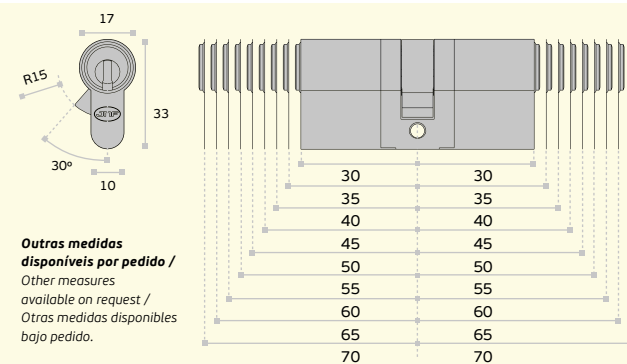 17
R15
JNF
33
30º
10
30 30
35 35
40 40
45 45
50 50
55 55
60 60
65 65
70 70
Outras medidas
disponíveis por pedido /
Other measures
available on request /
Otras medidas disponibles
bajo pedido.